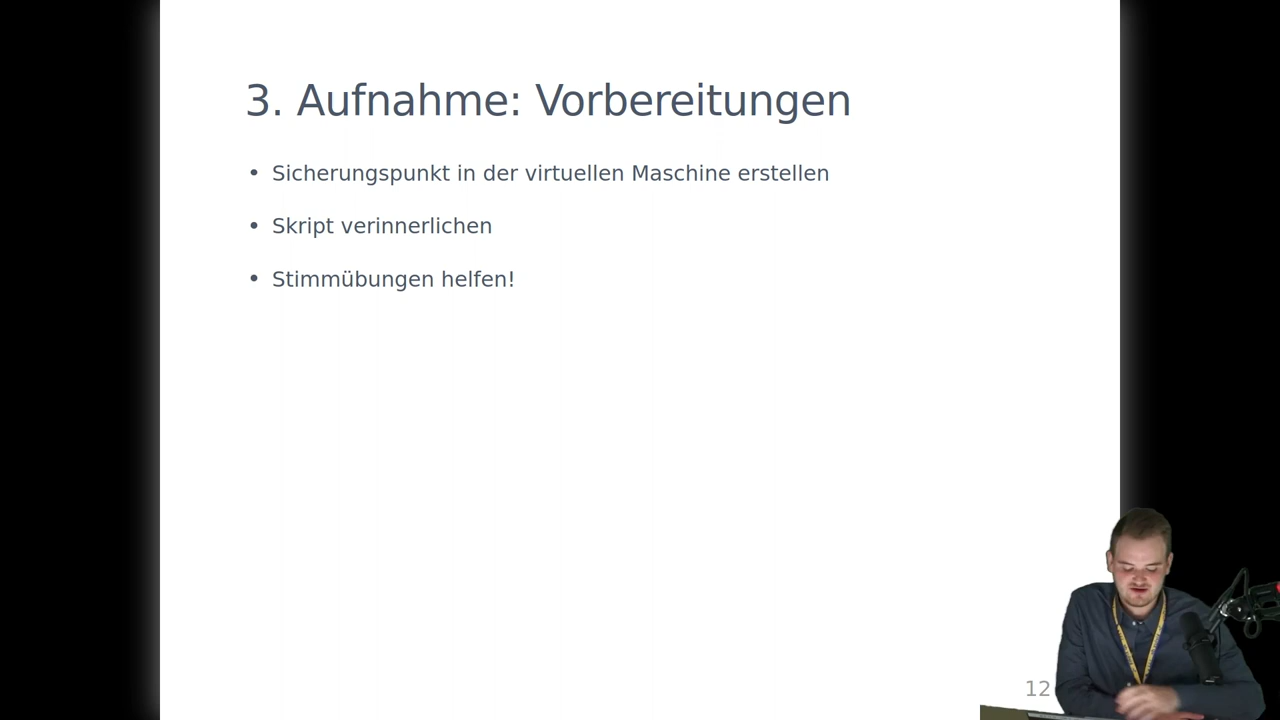 3. Aufnahme: Vorbereitungen
• Sicherungspunkt in der virtuellen Maschine erstellen
• Skript verinnerlichen
• Stimmübungen helfen!
12